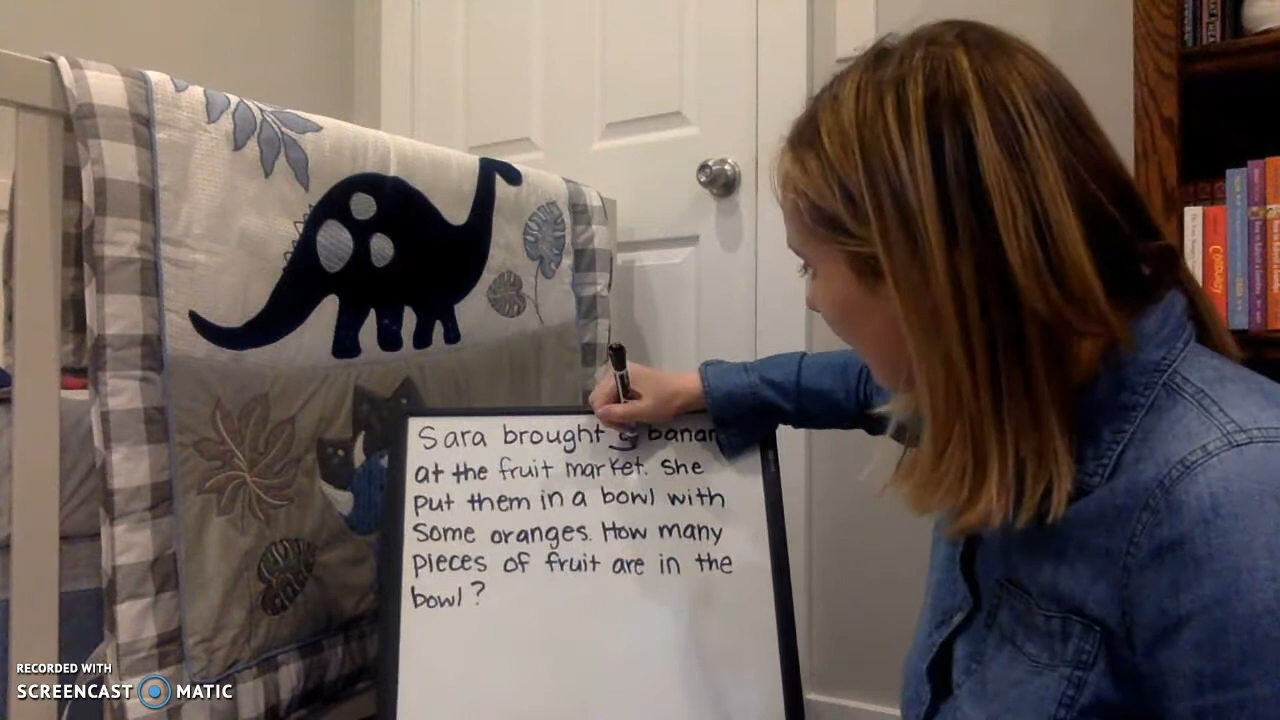 Sara brought
at the fruit market. She
put them in a bowl with
some oranges. How many
pieces of fruit are in the
bowl?
RECORDED WITH
SCREENCAST MATIC